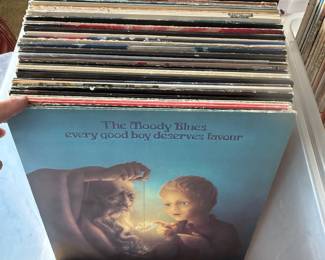 The Moody Blues
every good boy deserves favour